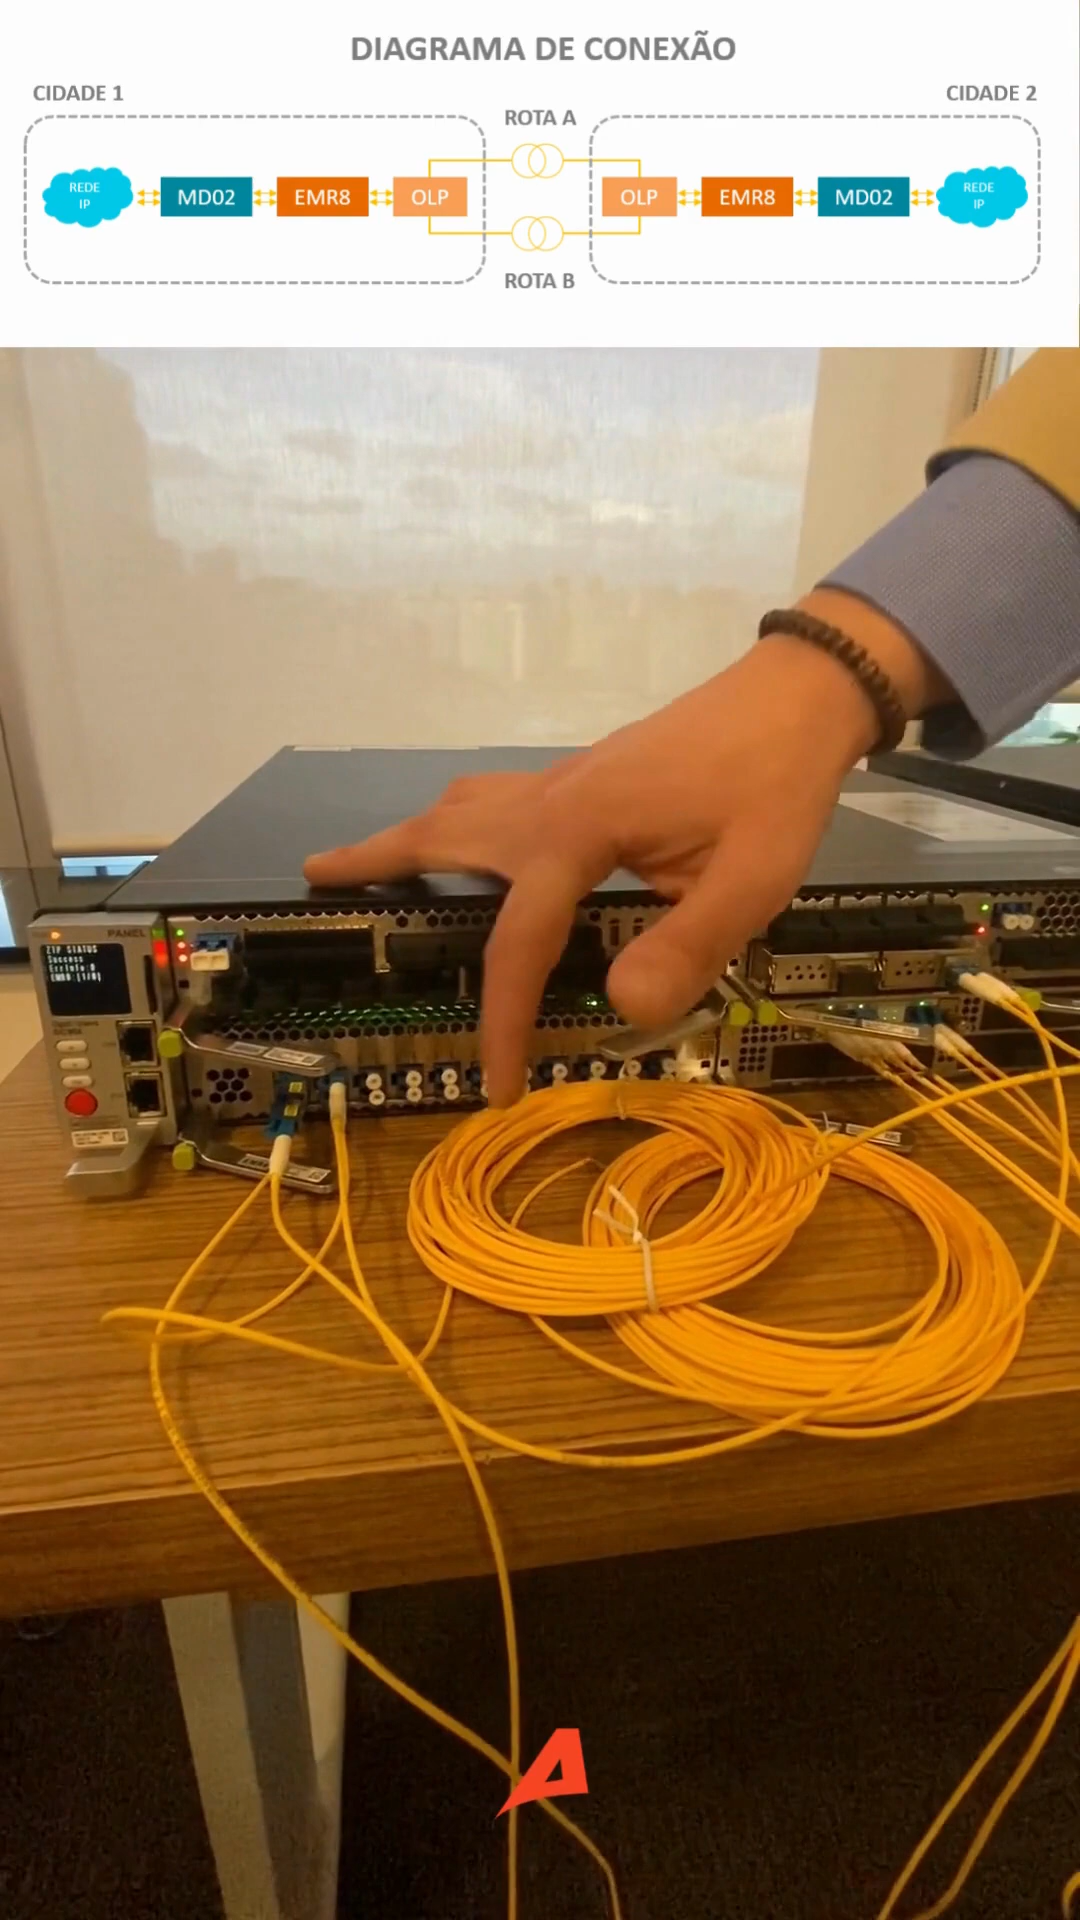 DIAGRAMA DE CONEXÃO
CIDADE 1
CIDADE 2
ROTA A
REDE
IP
MD02
EMR8
OLP
OLP
EMR8
MD02
REDE
IP
ROTA B
PANEL
ZTP STATUS
Success